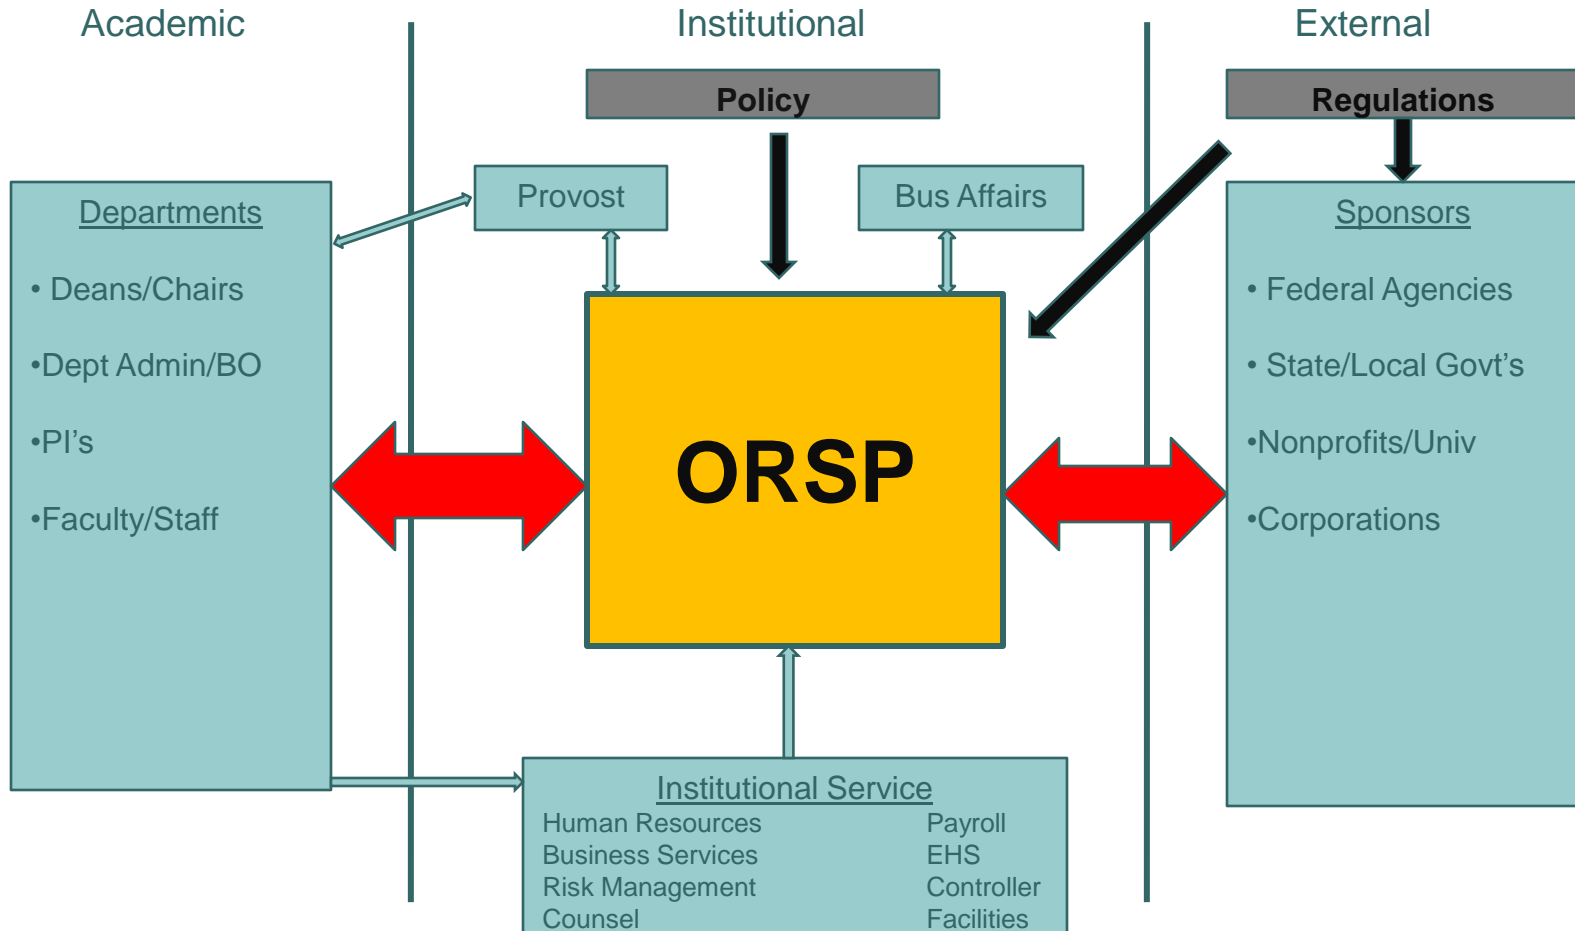 Academic
Institutional
External
Policy
Regulations
Provost
Bus Affairs
Departments
• Deans/Chairs
•Dept Admin/BO
•PI's
•Faculty/Staff
ORSP
Sponsors
• Federal Agencies
• State/Local Govt’s
•Nonprofits/Univ
•Corporations
Institutional Service
Human Resources Payroll
Business Services EHS
Risk Management Controller
Counsel Facilities